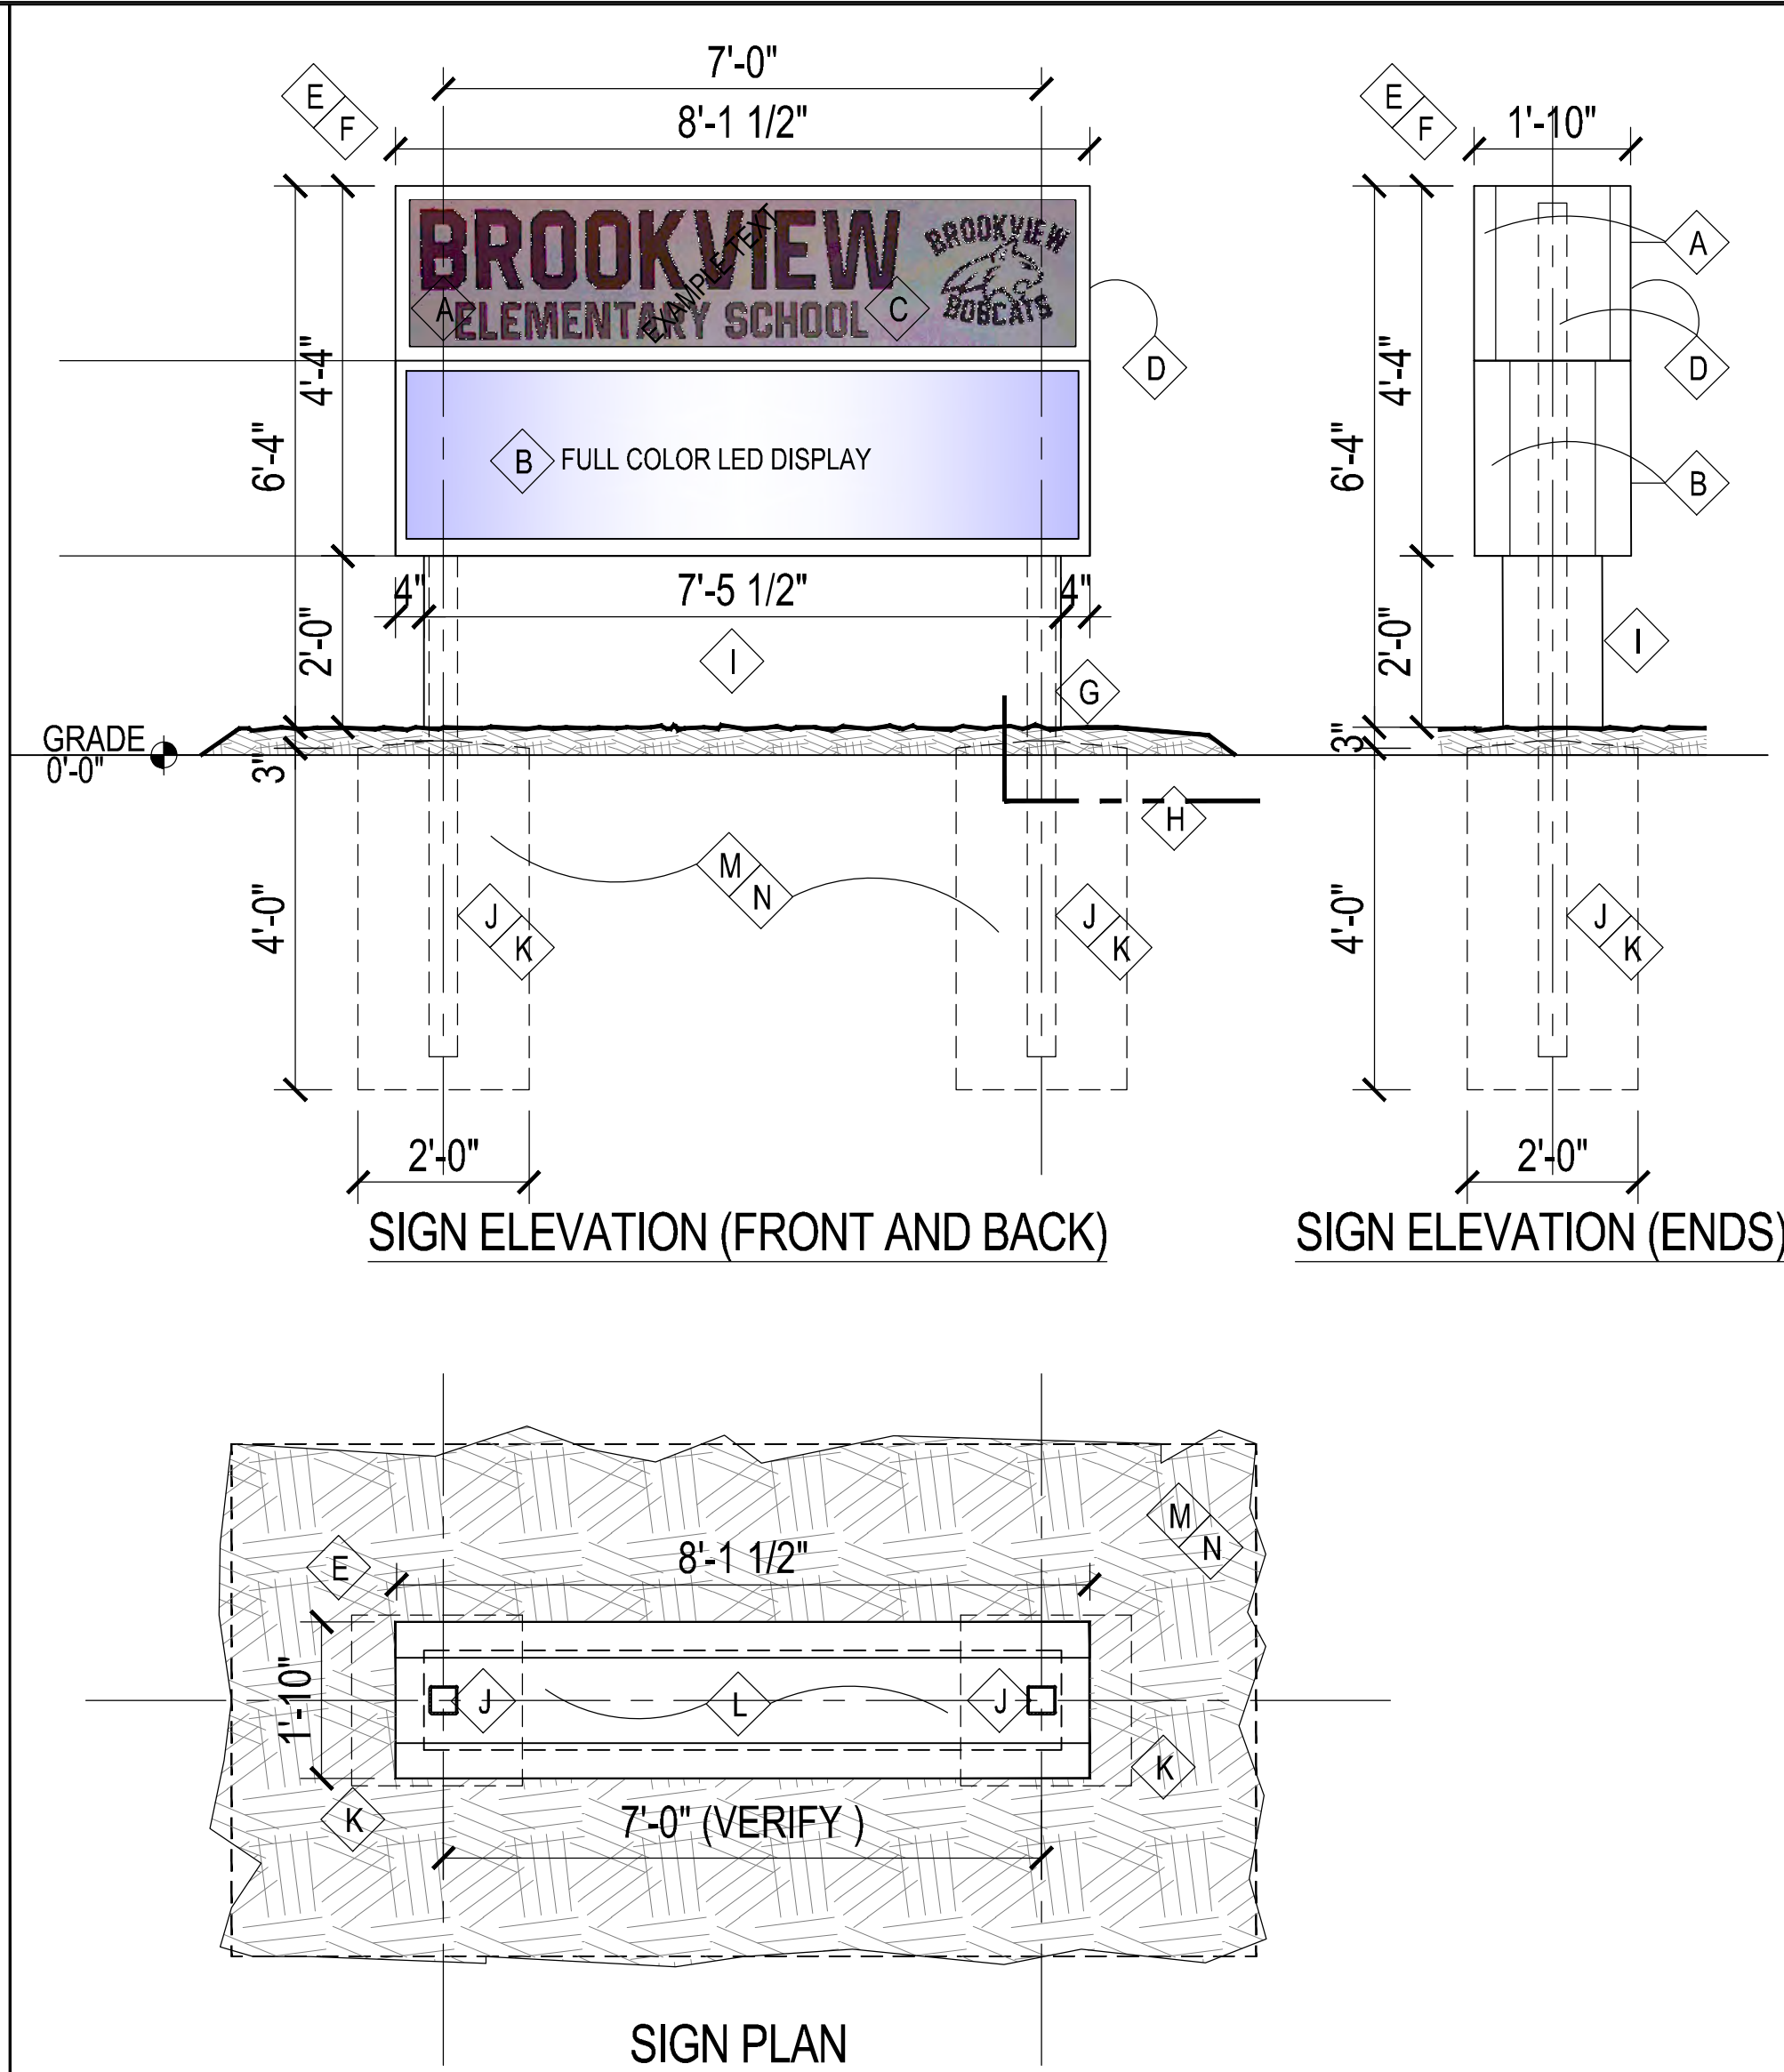 7'-0"
8'-1 1/2"
E
F
BROOKVIEW
ELEMENTARY SCHOOL
EXAMPLE TEXT
BROOKVIEW
BOBCATS
A
C
D
B
FULL COLOR LED DISPLAY
4'-4"
6'-4"
2'-0"
4"
7'-5 1/2"
4"
I
G
GRADE
0'-0"
3"
H
M
N
4'-0"
J
K
J
K
2'-0"
SIGN ELEVATION (FRONT AND BACK)
E
F
1'-10"
A
D
B
4'-4"
6'-4"
2'-0"
I
3"
4'-0"
J
K
2'-0"
SIGN ELEVATION (ENDS)
M
N
E
8'-1 1/2"
1'-10"
J
L
J
K
K
7'-0" (VERIFY )
SIGN PLAN